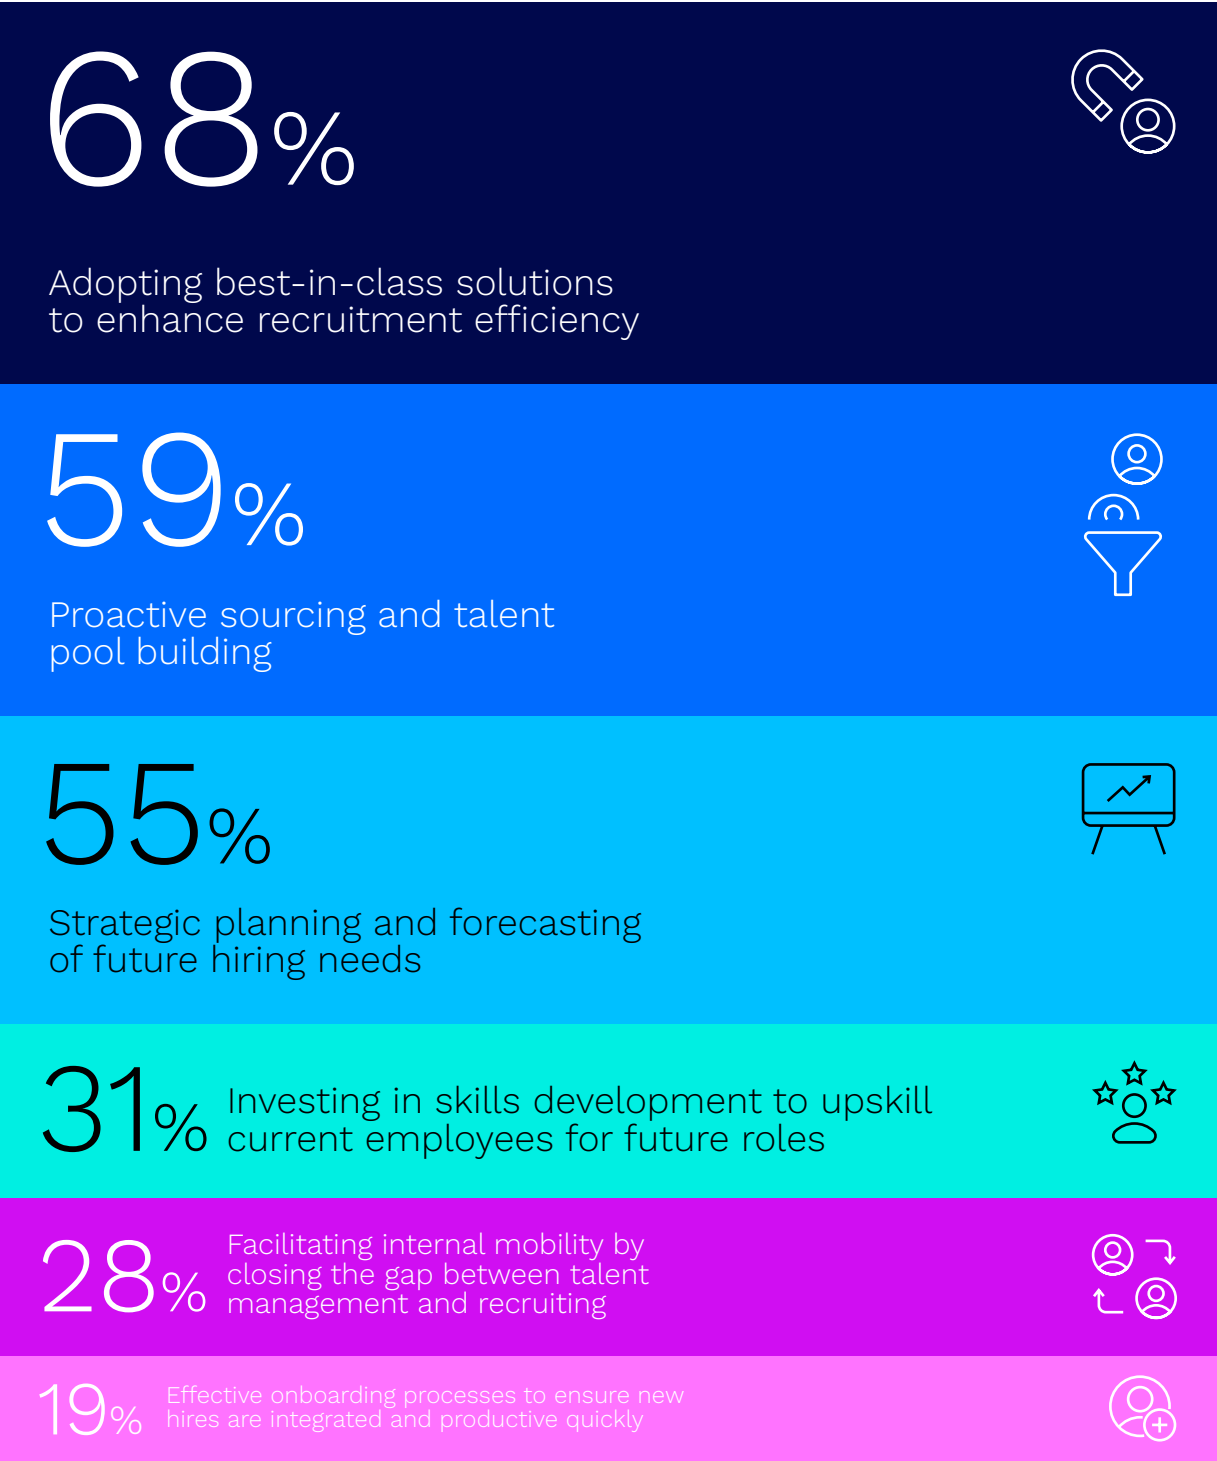 68%
Adopting best-in-class solutions
to enhance recruitment efficiency
59%
Proactive sourcing and talent
pool building
55%
Strategic planning and forecasting
of future hiring needs
31%
Investing in skills development to upskill
current employees for future roles
28%
Facilitating internal mobility by
closing the gap between talent
management and recruiting
19%
Effective onboarding processes to ensure new
hires are integrated and productive quickly